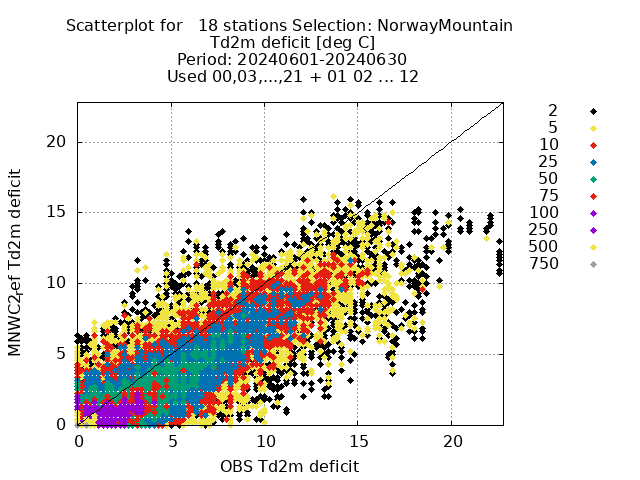 Scatterplot for   18 stations Selection: NorwayMountain
Td2m deficit [deg C]
Period: 20240601-20240630
Used 00,03,...,21 + 01 02 ... 12
2
5
10
25
50
75
100
250
500
750
20
15
10
5
0
MNWC2ref Td2m deficit
0 5 10 15 20
OBS Td2m deficit